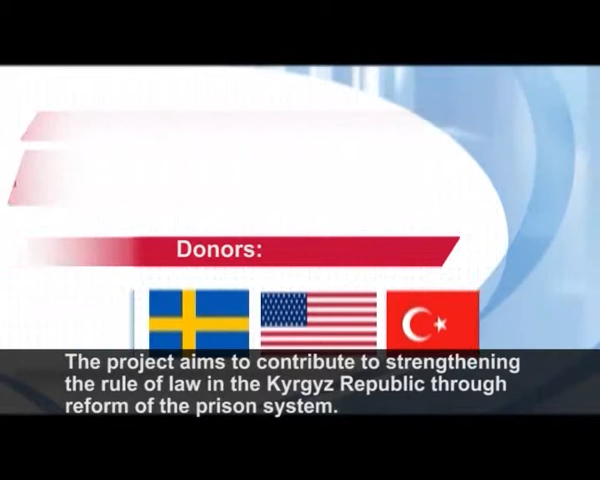 Donors:
The project aims to contribute to strengthening
the rule of law in the Kyrgyz Republic through
reform of the prison system.